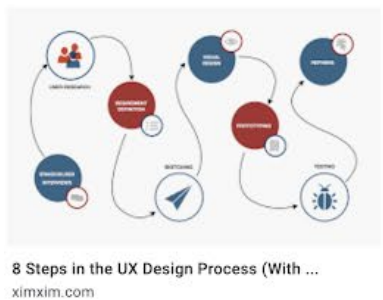 USER RESEARCH
REQUIREMENT
DEFINITION
VISUAL
DESIGN
REFINING
STAKEHOLDER
INTERVIEWS
SKETCHING
PROTOTYPING
TESTING
8 Steps in the UX Design Process (With ...
ximxim.com